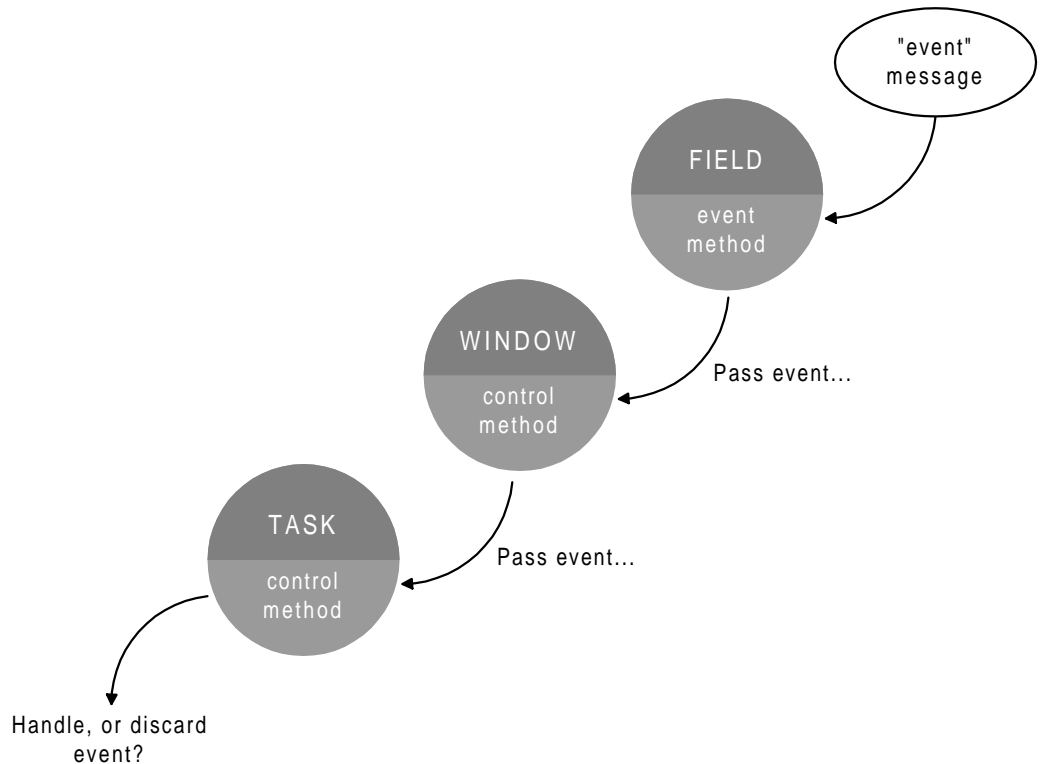 "event"
message
FIELD
event
method
WINDOW
control
method
Pass event...
TASK
control
method
Pass event...
Handle, or discard
event?